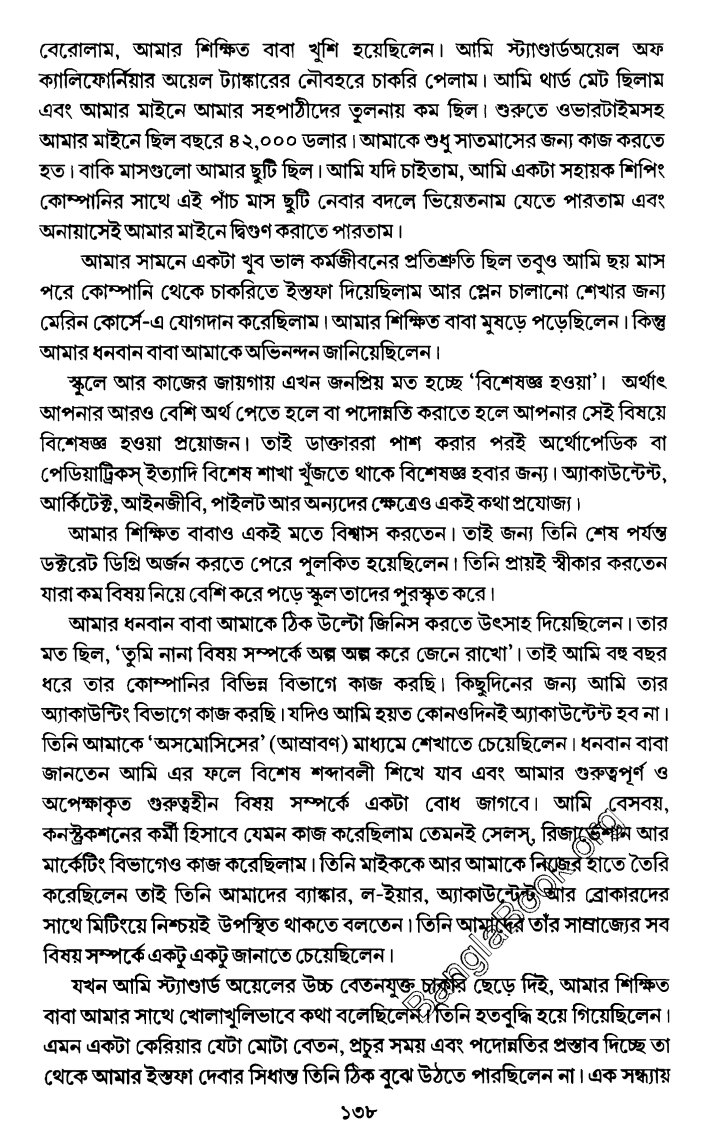 বেরোলাম, আমার শিক্ষিত বাবা খুশি হয়েছিলেন। আমি স্ট্যাণ্ডার্ডঅয়েল অফ
ক্যালিফোর্নিয়ার অয়েল ট্যাঙ্কারের নৌবহরে চাকরি পেলাম। আমি থার্ড মেট ছিলাম
এবং আমার মাইনে আমার সহপাঠীদের তুলনায় কম ছিল। শুরুতে ওভারটাইমসহ
আমার মাইনে ছিল বছরে ৪২,০০০ ডলার। আমাকে শুধু সাতমাসের জন্য কাজ করতে
হত। বাকি মাসগুলো আমার ছুটি ছিল। আমি যদি চাইতাম, আমি একটা সহায়ক শিপিং
কোম্পানির সাথে এই পাঁচ মাস ছুটি নেবার বদলে ভিয়েতনাম যেতে পারতাম এবং
অনায়াসেই আমার মাইনে দ্বিগুণ করাতে পারতাম।
আমার সামনে একটা খুব ভাল কর্মজীবনের প্রতিশ্রুতি ছিল তবুও আমি ছয় মাস
পরে কোম্পানি থেকে চাকরিতে ইস্তফা দিয়েছিলাম আর প্লেন চালানো শেখার জন্য
মেরিন কোর্সে-এ যোগদান করেছিলাম। আমার শিক্ষিত বাবা মুষড়ে পড়েছিলেন। কিন্তু
আমার ধনবান বাবা আমাকে অভিনন্দন জানিয়েছিলেন।
স্কুলে আর কাজের জায়গায় এখন জনপ্রিয় মত হচ্ছে ‘বিশেষজ্ঞ হওয়া’। অর্থাৎ
আপনার আরও বেশি অর্থ পেতে হলে বা পদোন্নতি করাতে হলে আপনার সেই বিষয়ে
বিশেষজ্ঞ হওয়া প্রয়োজন। তাই ডাক্তাররা পাশ করার পরই অর্থোপেডিক বা
পেডিয়াট্রিকস্ ইত্যাদি বিশেষ শাখা খুঁজতে থাকে বিশেষজ্ঞ হবার জন্য। অ্যাকাউন্টেন্ট,
আর্কিটেক্ট, আইনজীবি, পাইলট আর অন্যদের ক্ষেত্রেও একই কথা প্রযোজ্য।
আমার শিক্ষিত বাবাও একই মতে বিশ্বাস করতেন। তাই জন্য তিনি শেষ পর্যন্ত
ডক্টরেট ডিগ্রি অর্জন করতে পেরে পুলকিত হয়েছিলেন। তিনি প্রায়ই স্বীকার করতেন
যারা কম বিষয় নিয়ে বেশি করে পড়ে স্কুল তাদের পুরস্কৃত করে।
আমার ধনবান বাবা আমাকে ঠিক উল্টো জিনিস করতে উৎসাহ দিয়েছিলেন। তার
মত ছিল, ‘তুমি নানা বিষয় সম্পর্কে অল্প অল্প করে জেনে রাখো’। তাই আমি বহু বছর
ধরে তার কোম্পানির বিভিন্ন বিভাগে কাজ করছি। কিছুদিনের জন্য আমি তার
অ্যাকাউন্টিং বিভাগে কাজ করছি। যদিও আমি হয়ত কোনওদিনই অ্যাকাউন্টেন্ট হব না।
তিনি আমাকে ‘অসমোসিসের’ (আস্রাবণ) মাধ্যমে শেখাতে চেয়েছিলেন। ধনবান বাবা
জানতেন আমি এর ফলে বিশেষ শব্দাবলী শিখে যাব এবং আমার গুরুত্বপূর্ণ ও
অপেক্ষাকৃত গুরুত্বহীন বিষয় সম্পর্কে একটা বোধ জাগবে। আমি বেসবয়,
কনস্ট্রকশনের কর্মী হিসাবে যেমন কাজ করেছিলাম তেমনই সেলস্, রিজার্ভেশান আর
মার্কেটিং বিভাগেও কাজ করেছিলাম। তিনি মাইককে আর আমাকে নিজের হাতে তৈরি
করেছিলেন তাই তিনি আমাদের ব্যাঙ্কার, ল-ইয়ার, অ্যাকাউন্টেন্ট আর ব্রোকারদের
সাথে মিটিংয়ে নিশ্চয়ই উপস্থিত থাকতে বলতেন। তিনি আমাদের তাঁর সাম্রাজ্যের সব
বিষয় সম্পর্কে একটু একটু জানাতে চেয়েছিলেন।
যখন আমি স্ট্যাণ্ডার্ড অয়েলের উচ্চ বেতনযুক্ত চাকরি ছেড়ে দিই, আমার শিক্ষিত
বাবা আমার সাথে খোলাখুলিভাবে কথা বলেছিলেন। তিনি হতবুদ্ধি হয়ে গিয়েছিলেন।
এমন একটা কেরিয়ার যেটা মোটা বেতন, প্রচুর সময় এবং পদোন্নতির প্রস্তাব দিচ্ছে তা
থেকে আমার ইস্তফা দেবার সিধান্ত তিনি ঠিক বুঝে উঠতে পারছিলেন না। এক সন্ধ্যায়
১৩৮
BanglaBook.org